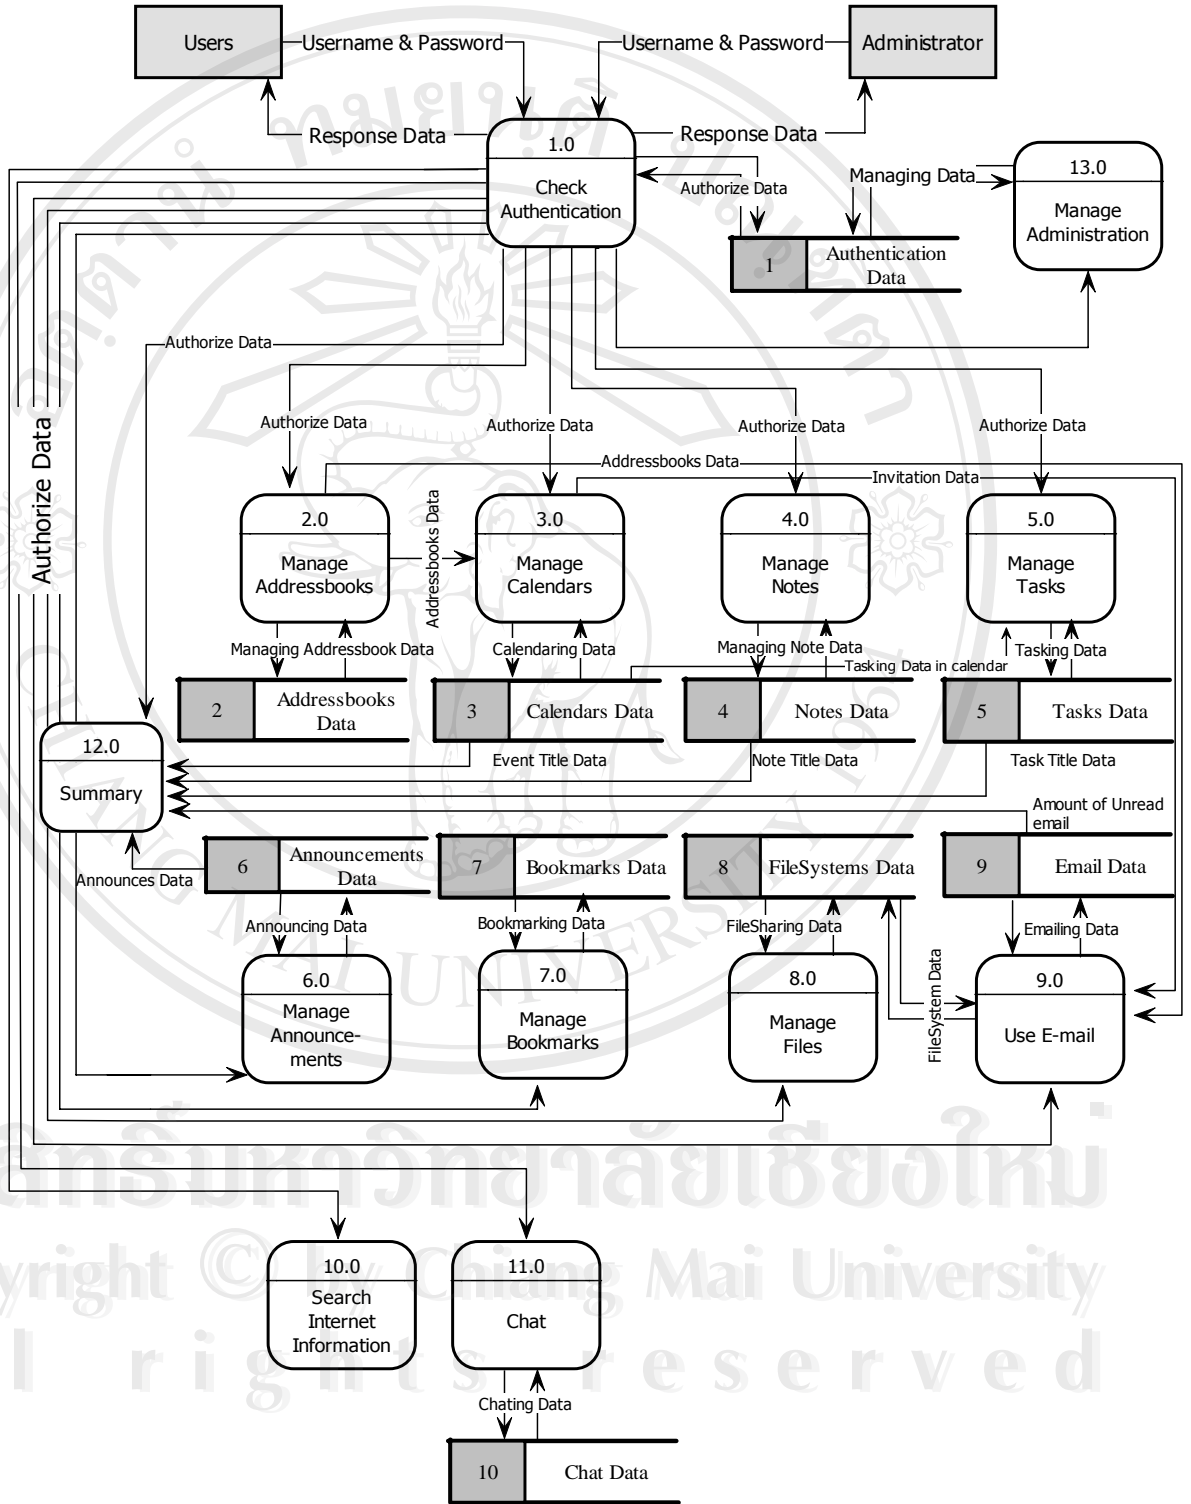 Users
Username & Password
Username & Password
Administrator
Response Data
Response Data
1.0
Check
Authentication
Authorize Data
Managing Data
13.0
Manage
Administration
1
Authentication
Data
Authorize Data
Authorize Data
Authorize Data
Authorize Data
Authorize Data
Authorize Data
Addressbooks Data
Invitation Data
2.0
Manage
Addressbooks
Addressbooks Data
3.0
Manage
Calendars
4.0
Manage
Notes
5.0
Manage
Tasks
Managing Addressbook Data
Calendaring Data
Managing Note Data
Tasking Data in calendar
Tasking Data
2
Addressbooks
Data
3
Calendars Data
4
Notes Data
5
Tasks Data
12.0
Summary
Event Title Data
Note Title Data
Task Title Data
Amount of Unread
email
Announces Data
6
Announcements
Data
7
Bookmarks Data
8
FileSystems Data
9
Email Data
Announcing Data
Bookmarking Data
FileSharing Data
Emailing Data
6.0
Manage
Announce-
ments
7.0
Manage
Bookmarks
8.0
Manage
Files
FileSystem Data
9.0
Use E-mail
CHIANG MAI UNIVERSITY 1961
ลิขสิทธิ์มหาวิทยาลัยเชียงใหม่
10.0
Search
Internet
Information
11.0
Chat
yright © by Chiang Mai University
l rights reserved
Chating Data
10
Chat Data